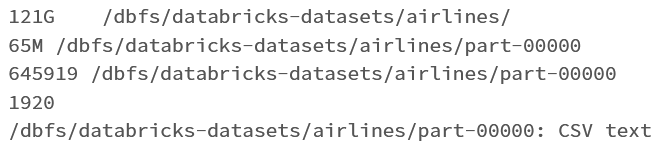 121G    /dbfs/databricks-datasets/airlines/
65M /dbfs/databricks-datasets/airlines/part-00000
645919 /dbfs/databricks-datasets/airlines/part-00000
1920
/dbfs/databricks-datasets/airlines/part-00000: CSV text